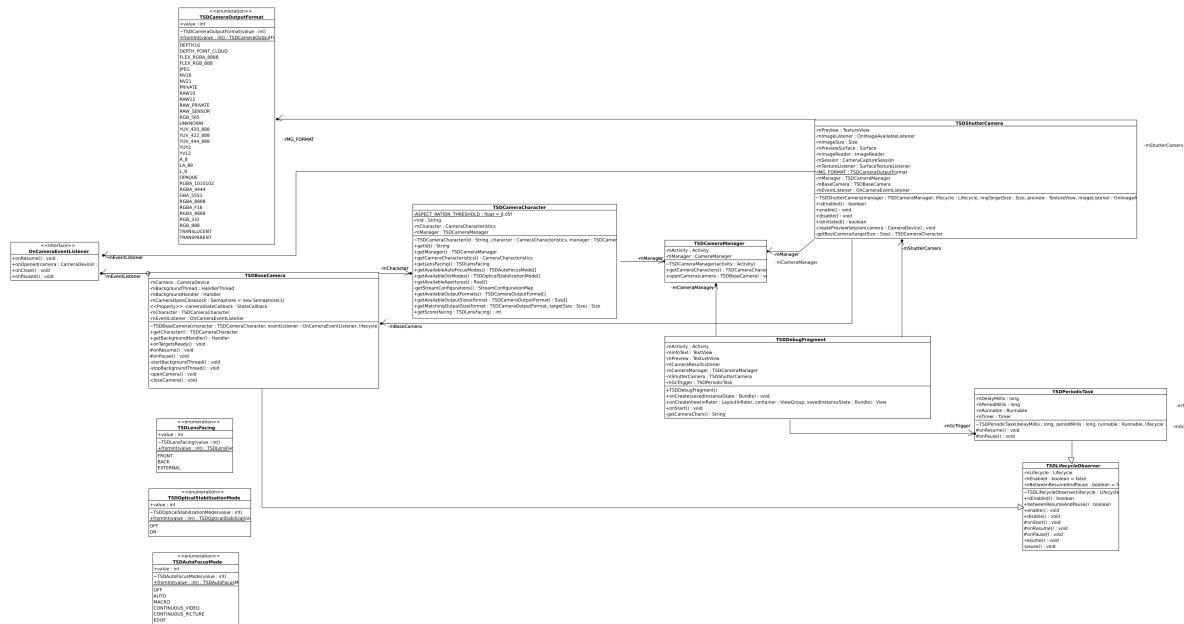 <<enumeration>>
TSDCameraOutputFormat
+value : int
~TSDCameraOutputFormat(value : int)
+fromInt(value : int) : TSDCameraOutputF
DEPTH16
DEPTH_POINT_CLOUD
FLEX_RGBA_8888
FLEX_RGB_888
JPEG
NV16
NV21
PRIVATE
RAW10
RAW12
RAW_PRIVATE
RAW_SENSOR
RGB_565
UNKNOWN
YUV_420_888
YUV_422_888
YUV_444_888
YUY2
YV12
A_8
LA_88
L_8
OPAQUE
RGBA_1010102
RGBA_4444
GBA_5551
RGBA_8888
RGBA_F16
RGBX_8888
RGB_332
RGB_888
TRANSLUCENT
TRANSPARENT
-IMG_FORMAT
TSDShutterCamera
-mPreview : TextureView
-mImageListener : OnImageAvailableListener
-mImageSize : Size
-mPreviewSurface : Surface
-mImageReader : ImageReader
-mSession : CameraCaptureSession
-mTextureListener : SurfaceTextureListener
-IMG_FORMAT : TSDCameraOutputFormat
-mManager : TSDCameraManager
-mBaseCamera : TSDBaseCamera
-mEventListener : OnCameraEventListener
~TSDShutterCamera(manager : TSDCameraManager, lifecycle : Lifecycle, imgTargetSize : Size, preview : TextureView, imageListener : OnImageA
+isEnabled() : boolean
+enable() : void
+disable() : void
+isInitiated() : boolean
-createPreviewSession(camera : CameraDevice) : void
-getBestCamera(targetSize : Size) : TSDCameraCharacter
-mShutterCamera
<<interface>>
OnCameraEventListener
+onResume() : void
+onOpened(camera : CameraDevice) :
+onClose() : void
+onPaused() : void
-mEventListener
-mEventListener
TSDBaseCamera
-mCamera : CameraDevice
-mBackgroundThread : HandlerThread
-mBackgroundHandler : Handler
-mCameraOpenCloseLock : Semaphore = new Semaphore(1)
<<Property>> -cameraStateCallback : StateCallback
-mCharacter : TSDCameraCharacter
-mEventListener : OnCameraEventListener
~TSDBaseCamera(character : TSDCameraCharacter, eventListener : OnCameraEventListener, lifecycle
+getCharacter() : TSDCameraCharacter
+getBackgroundHandler() : Handler
+onTargetsReady() : void
#onResume() : void
#onPause() : void
-startBackgroundThread() : void
-stopBackgroundThread() : void
-openCamera() : void
-closeCamera() : void
-mCharacter
TSDCameraCharacter
-ASPECT_RATION_THRESHOLD : float = 0.05f
-mId : String
-mCharacter : CameraCharacteristics
-mManager : TSDCameraManager
~TSDCameraCharacter(id : String, character : CameraCharacteristics, manager : TSDCamer
+getId() : String
+getManager() : TSDCameraManager
+getCameraCharacteristics() : CameraCharacteristics
+getLensFacing() : TSDLensFacing
+getAvailableAutoFocusModes() : TSDAutoFocusMode[]
+getAvailableOisModes() : TSDOpticalStabilizationMode[]
+getAvailableApertures() : float[]
-getStreamConfigurations() : StreamConfigurationMap
+getAvailableOutputFormats() : TSDCameraOutputFormat[]
+getAvailableOutputSizes(format : TSDCameraOutputFormat) : Size[]
+getMatchingOutputSize(format : TSDCameraOutputFormat, targetSize : Size) : Size
+getScore(facing : TSDLensFacing) : int
-mManager
TSDCameraManager
-mActivity : Activity
-mManager : CameraManager
~TSDCameraManager(activity : Activity)
+getCameraCharacters() : TSDCameraCharac
+openCamera(camera : TSDBaseCamera) : v
-mManager
-mCameraManager
-mCameraManager
-mShutterCamera
-mBaseCamera
TSDDebugFragment
-mActivity : Activity
-mInfoText : TextView
-mPreview : TextureView
-mCameraResultListener
-mCameraManager : TSDCameraManager
-mShutterCamera : TSDShutterCamera
-mGcTrigger : TSDPeriodicTask
+TSDDebugFragment()
+onCreate(savedInstanceState : Bundle) : void
+onCreateView(inflater : LayoutInflater, container : ViewGroup, savedInstanceState : Bundle) : View
+onStart() : void
-getCameraChars() : String
-mGcTrigger
TSDPeriodicTask
-mDelayMillis : long
-mPeriodMillis : long
-mRunnable : Runnable
-mTimer : Timer
~TSDPeriodicTask(delayMillis : long, periodMillis : long, runnable : Runnable, lifecycle :
#onResume() : void
#onPause() : void
-mT
-mGc
TSDLifecycleObserver
-mLifecycle : Lifecycle
-mEnabled : boolean = false
-mBetweenResumeAndPause : boolean = fa
~TSDLifecycleObserver(lifecycle : Lifecycle
+isEnabled() : boolean
+betweenResumeAndPause() : boolean
+enable() : void
+disable() : void
#onStart() : void
#onResume() : void
#onPause() : void
-resume() : void
-pause() : void
<<enumeration>>
TSDLensFacing
+value : int
~TSDLensFacing(value : int)
+fromInt(value : int) : TSDLensFac
FRONT
BACK
EXTERNAL
<<enumeration>>
TSDOpticalStabilizationMode
+value : int
~TSDOpticalStabilizationMode(value : int)
+fromInt(value : int) : TSDOpticalStabilization
OFF
ON
<<enumeration>>
TSDAutoFocusMode
+value : int
~TSDAutoFocusMode(value : int)
+fromInt(value : int) : TSDAutoFocusM
OFF
AUTO
MACRO
CONTINUOUS_VIDEO
CONTINUOUS_PICTURE
EDOF